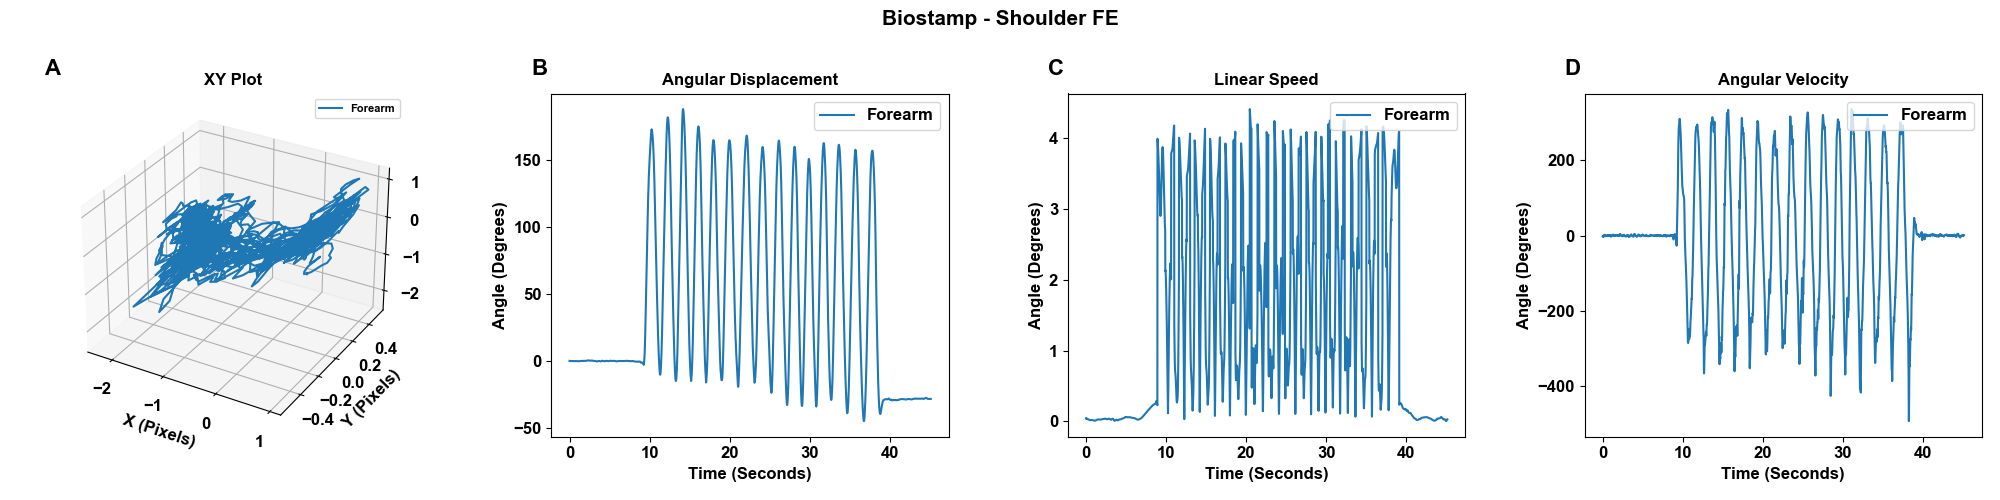 Biostamp - Shoulder FE
A
XY Plot
Forearm
1
0
−1
−2
0.4
0.2
0.0
−0.2
−0.4
Y (Pixels)
−2
−1
0
1
X (Pixels)
B
Angular Displacement
Forearm
150
100
50
0
−50
Angle (Degrees)
0 10 20 30 40
Time (Seconds)
C
Linear Speed
Forearm
4
3
2
1
0
Angle (Degrees)
0 10 20 30 40
Time (Seconds)
D
Angular Velocity
Forearm
200
0
−200
−400
Angle (Degrees)
0 10 20 30 40
Time (Seconds)